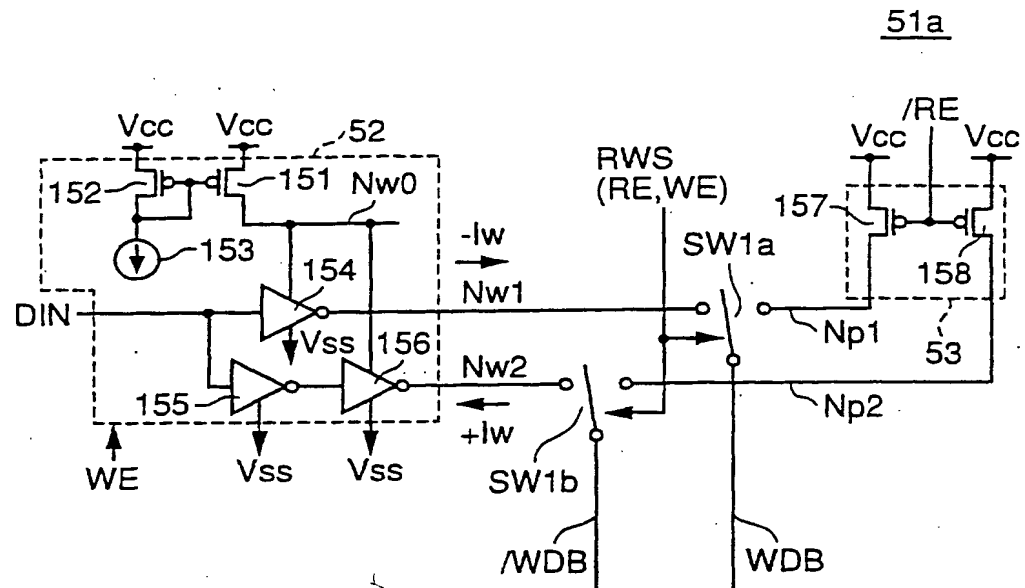 51a
Vcc Vcc 52
/RE
Vcc Vcc
152 151 Nw0
RWS
(RE,WE)
157
153 -Iw SW1a
158
154
DIN Nw1
Vss 156 Np1 53
155 Nw2
Np2
+Iw
WE Vss Vss SW1b
/WDB WDB